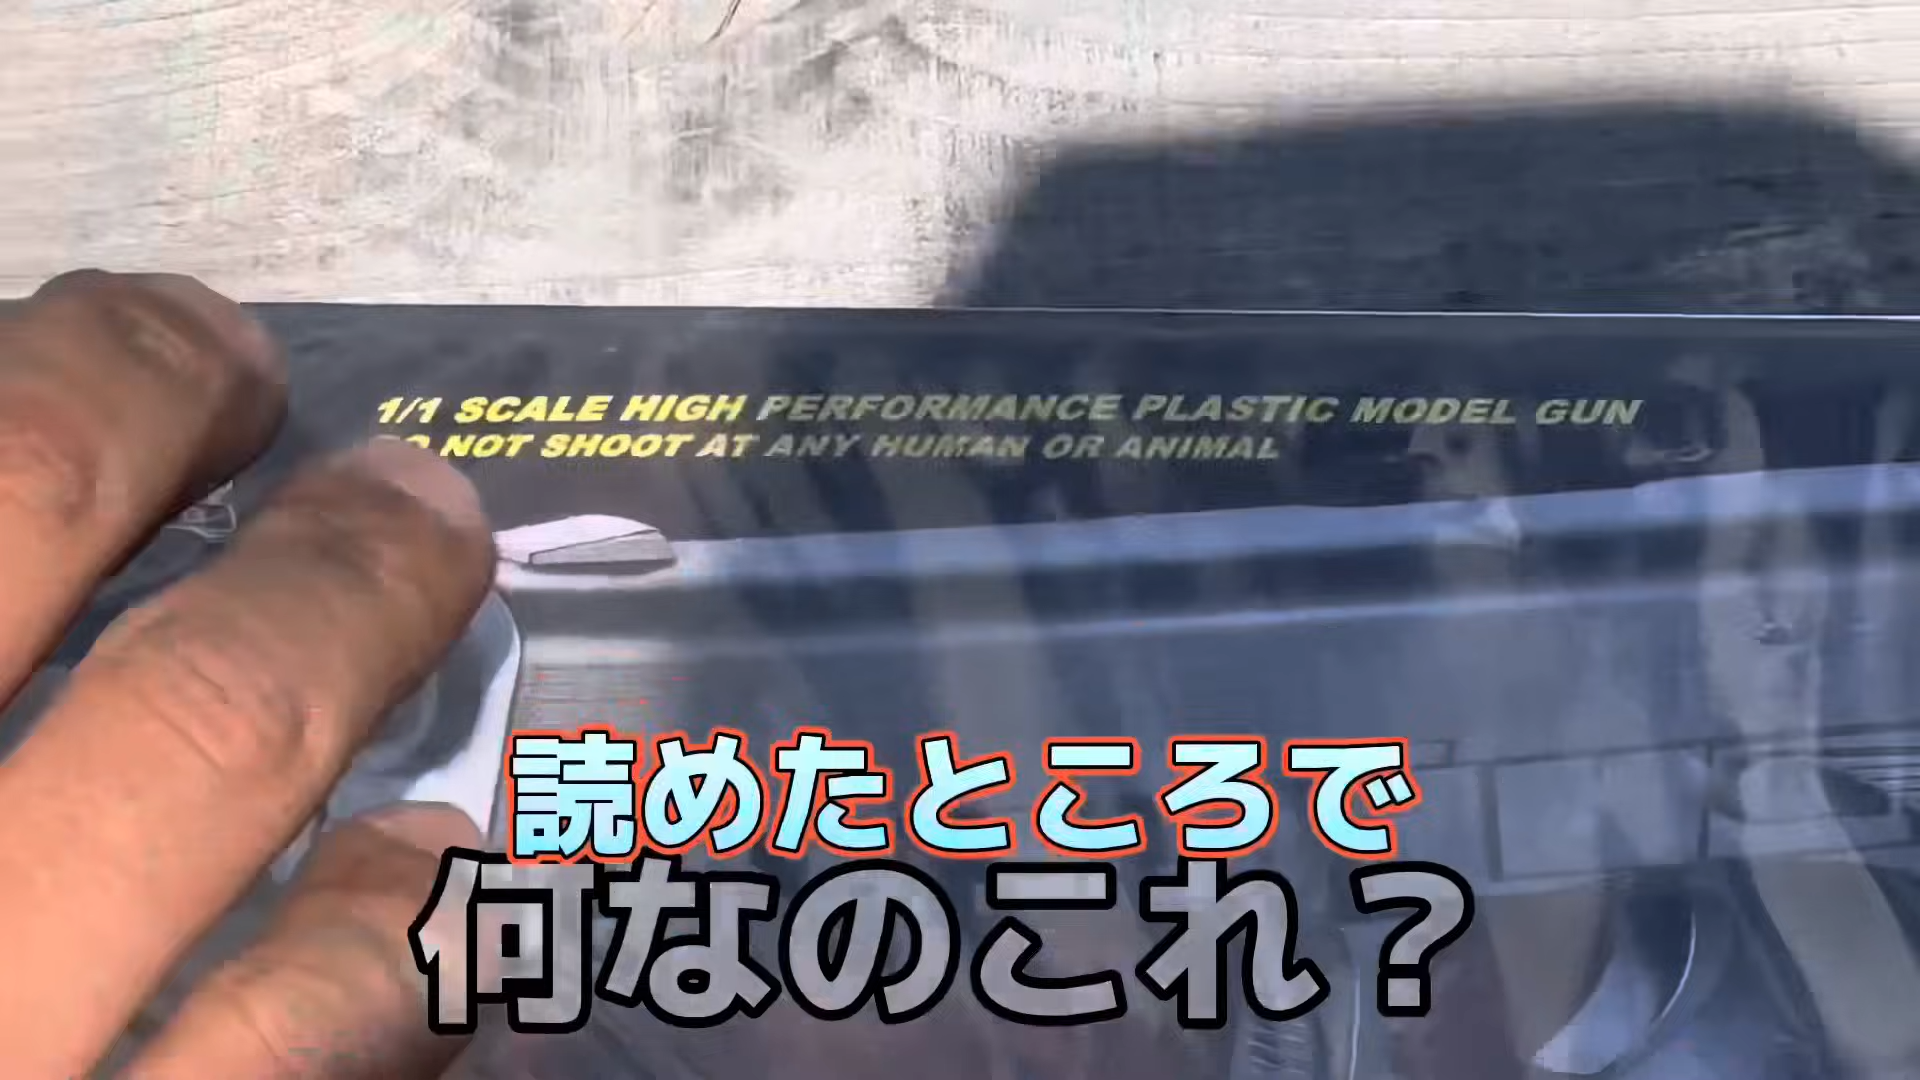 1/1 SCALE HIGH PERFORMANCE PLASTIC MODEL GUN
DO NOT SHOOT AT ANY HUMAN OR ANIMAL
読めたところで
何なのこれ？